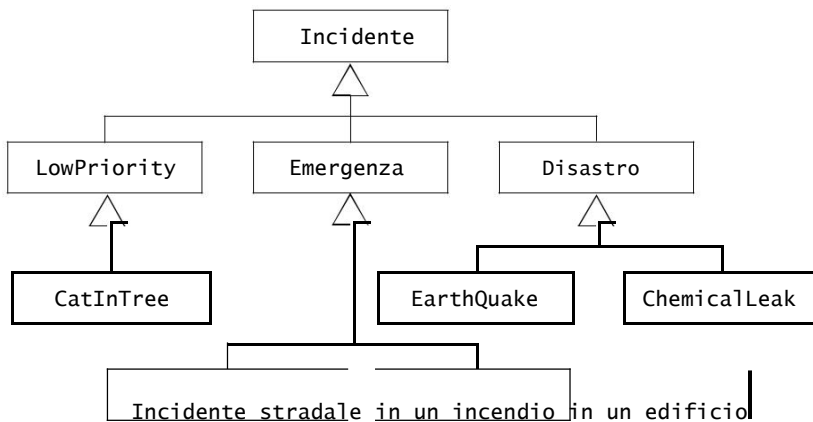 Incidente
LowPriority
Emergenza
Disastro
CatInTree
EarthQuake
ChemicalLeak
Incidente stradale in un incendio in un edificio